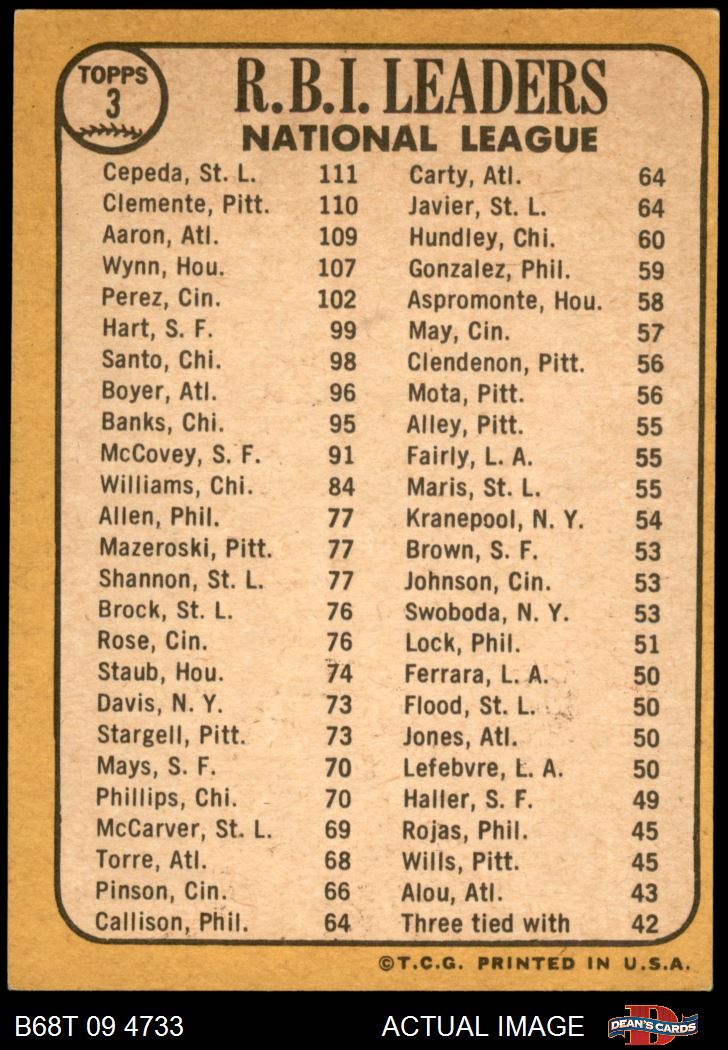 TOPPS
3
R.B.I. LEADERS
NATIONAL LEAGUE
Cepeda, St. L. 111
Clemente, Pitt. 110
Aaron, Atl. 109
Wynn, Hou. 107
Perez, Cin. 102
Hart, S. F. 99
Santo, Chi. 98
Boyer, Atl. 96
Banks, Chi. 95
McCovey, S. F. 91
Williams, Chi. 84
Allen, Phil. 77
Mazeroski, Pitt. 77
Shannon, St. L. 77
Brock, St. L. 76
Rose, Cin. 76
Staub, Hou. 74
Davis, N. Y. 73
Stargell, Pitt. 73
Mays, S. F. 70
Phillips, Chi. 70
McCarver, St. L. 69
Torre, Atl. 68
Pinson, Cin. 66
Callison, Phil. 64
Carty, Atl. 64
Javier, St. L. 64
Hundley, Chi. 60
Gonzalez, Phil. 59
Aspromonte, Hou. 58
May, Cin. 57
Clendenon, Pitt. 56
Mota, Pitt. 56
Alley, Pitt. 55
Fairly, L. A. 55
Maris, St. L. 55
Kranepool, N. Y. 54
Brown, S. F. 53
Johnson, Cin. 53
Swoboda, N. Y. 53
Lock, Phil. 51
Ferrara, L. A. 50
Flood, St. L. 50
Jones, Atl. 50
Lefebvre, L. A. 50
Haller, S. F. 49
Rojas, Phil. 45
Wills, Pitt. 45
Alou, Atl. 43
Three tied with 42
©T.C.G. PRINTED IN U.S.A.
B68T 09 4733
ACTUAL IMAGE
DEAN'S CARDS